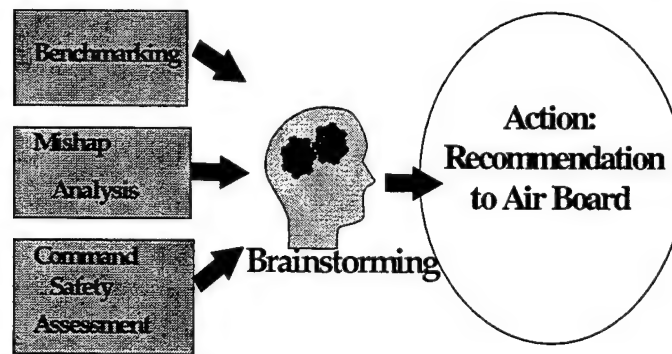 Benchmarking
Mishap
Analysis
Command
Safety
Assessment
Brainstorming
Action:
Recommendation
to Air Board